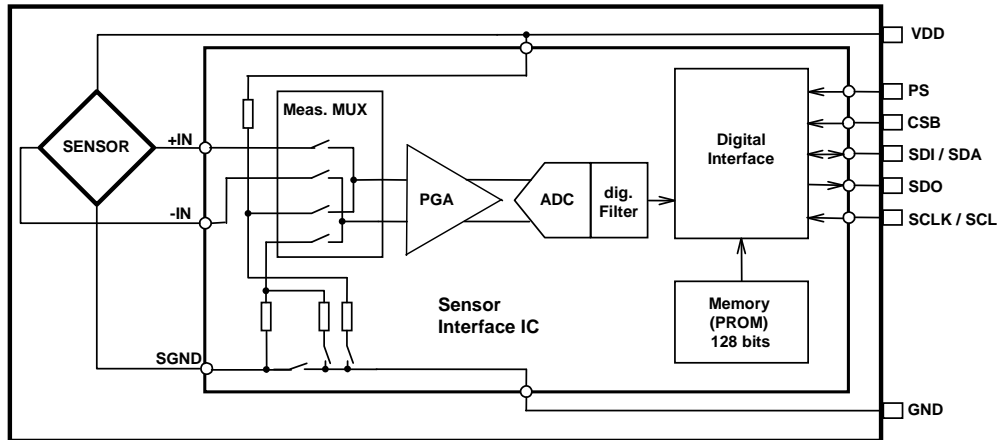 VDD
PS
CSB
SDI / SDA
SDO
SCLK / SCL
GND
SENSOR
+IN
-IN
SGND
Meas. MUX
PGA
ADC
dig.
Filter
Digital
Interface
Memory
(PROM)
128 bits
Sensor
Interface IC